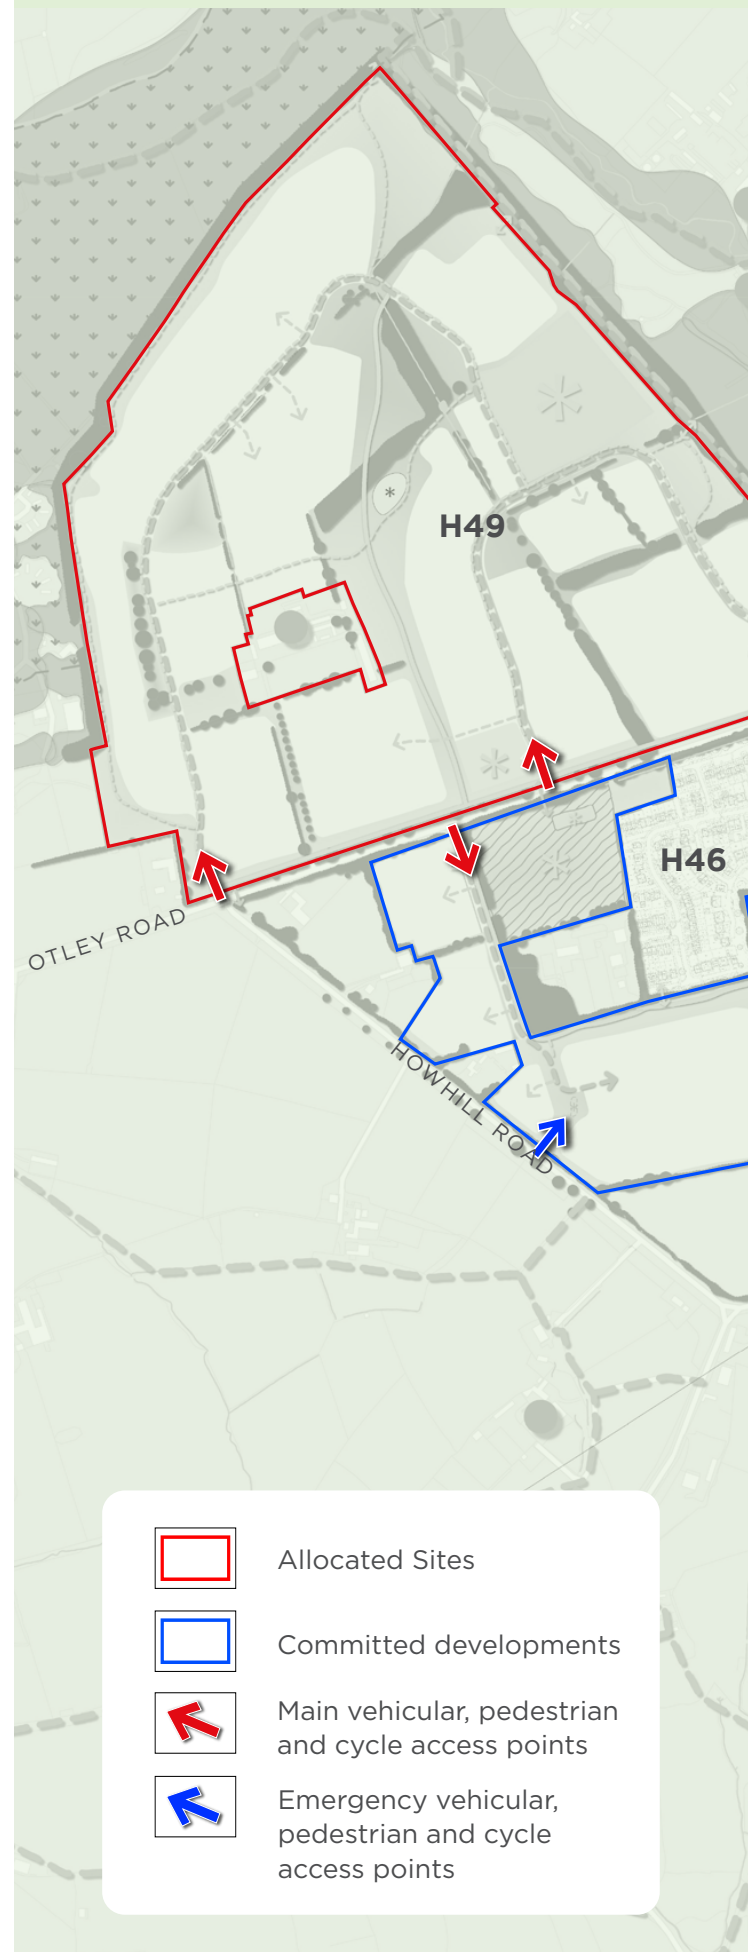 H49
H46
OTLEY ROAD
HOWHILL ROAD
Allocated Sites
Committed developments
Main vehicular, pedestrian
and cycle access points
Emergency vehicular,
pedestrian and cycle
access points